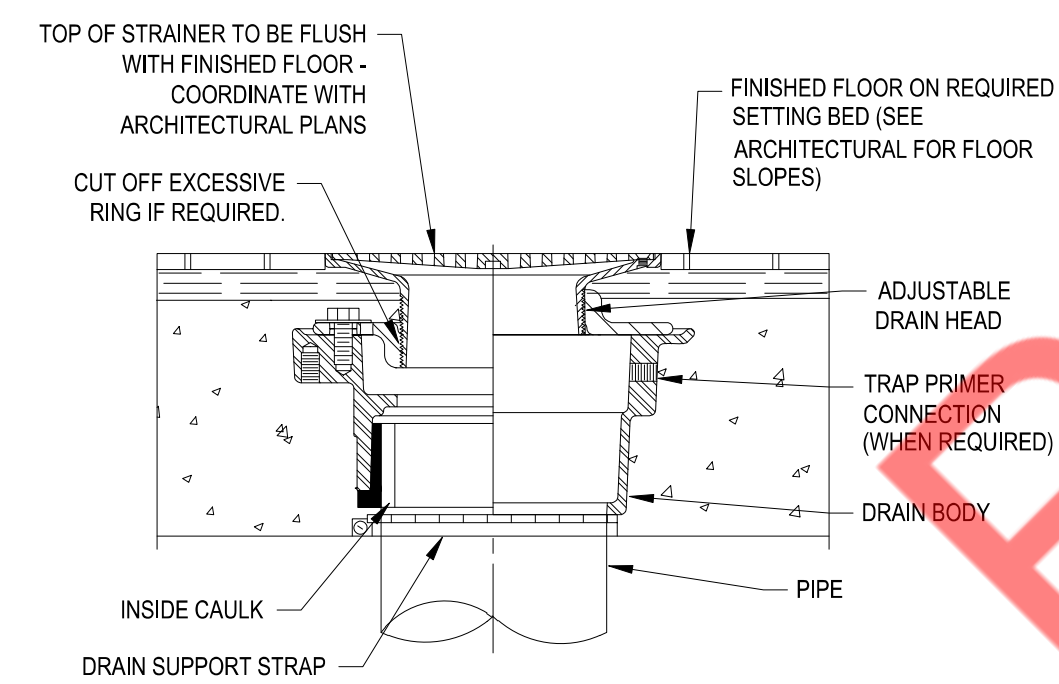 TOP OF STRAINER TO BE FLUSH
WITH FINISHED FLOOR -
COORDINATE WITH
ARCHITECTURAL PLANS
CUT OFF EXCESSIVE
RING IF REQUIRED.
FINISHED FLOOR ON REQUIRED
SETTING BED (SEE
ARCHITECTURAL FOR FLOOR
SLOPES)
ADJUSTABLE
DRAIN HEAD
TRAP PRIMER
CONNECTION
(WHEN REQUIRED)
DRAIN BODY
PIPE
INSIDE CAULK
DRAIN SUPPORT STRAP